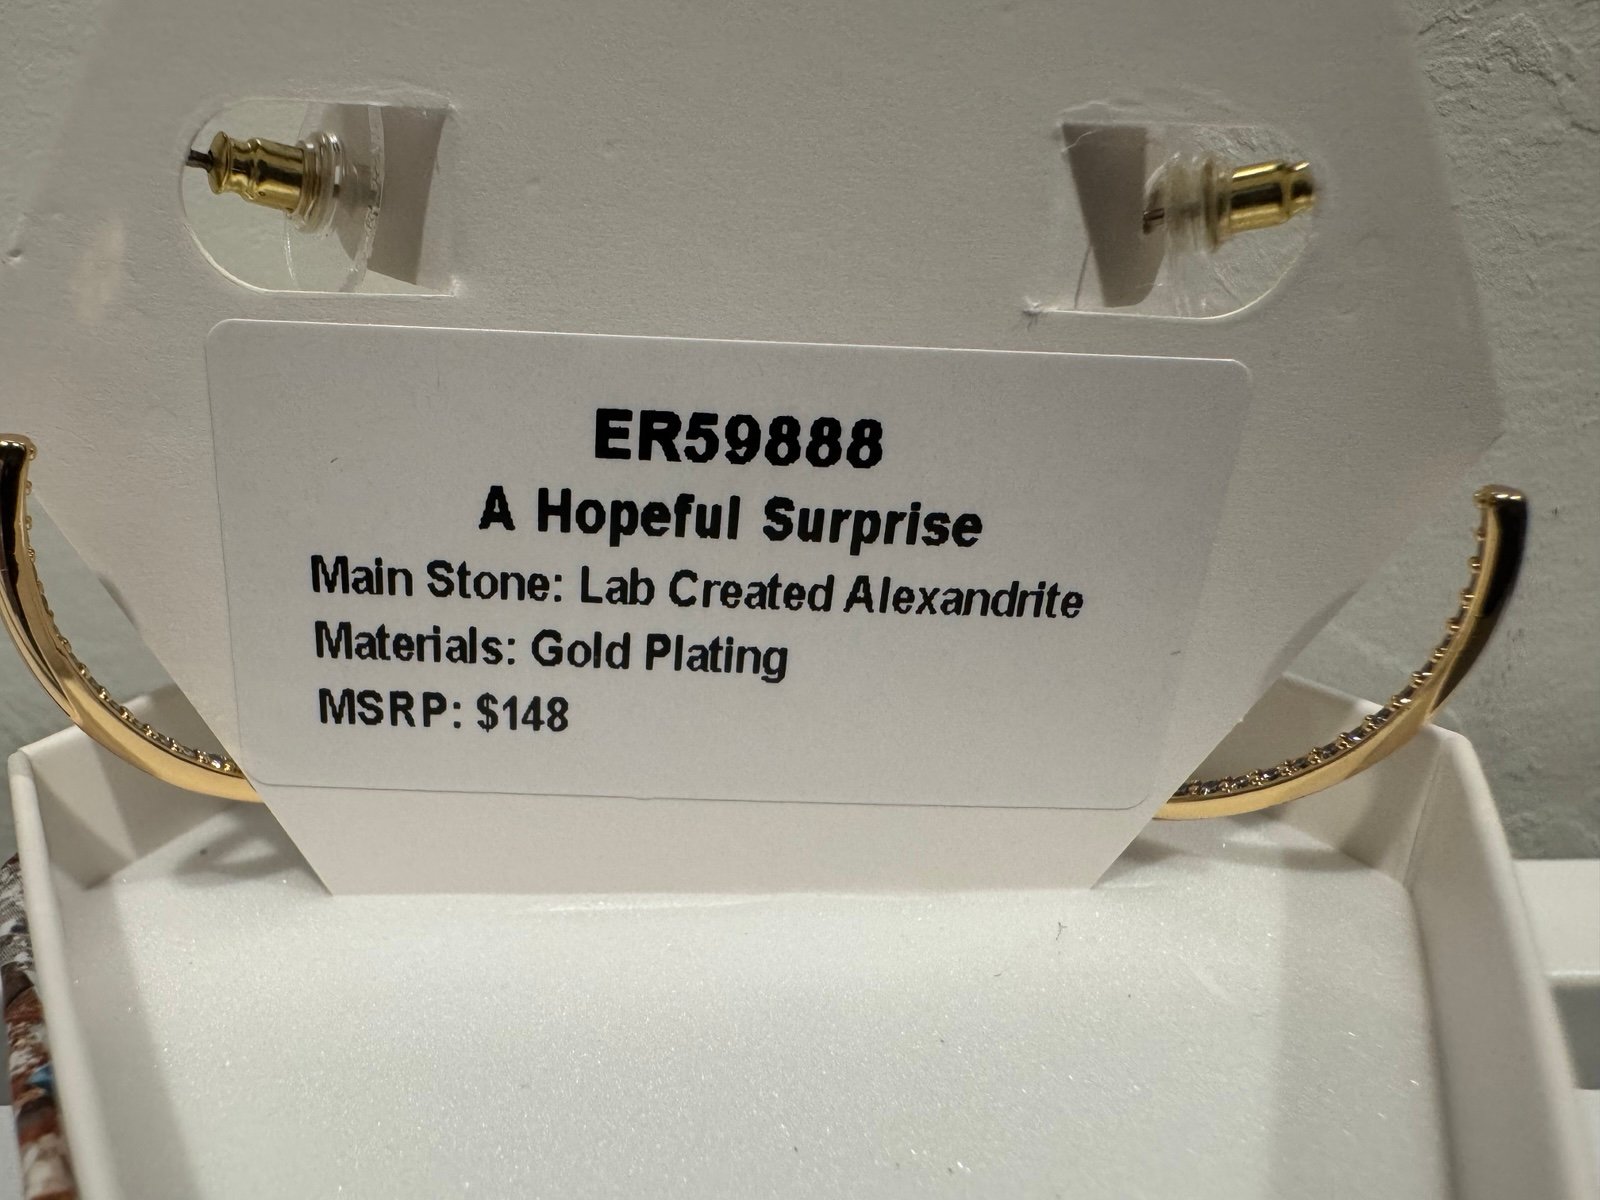 ER59888
A Hopeful Surprise
Main Stone: Lab Created Alexandrite
Materials: Gold Plating
MSRP: $148